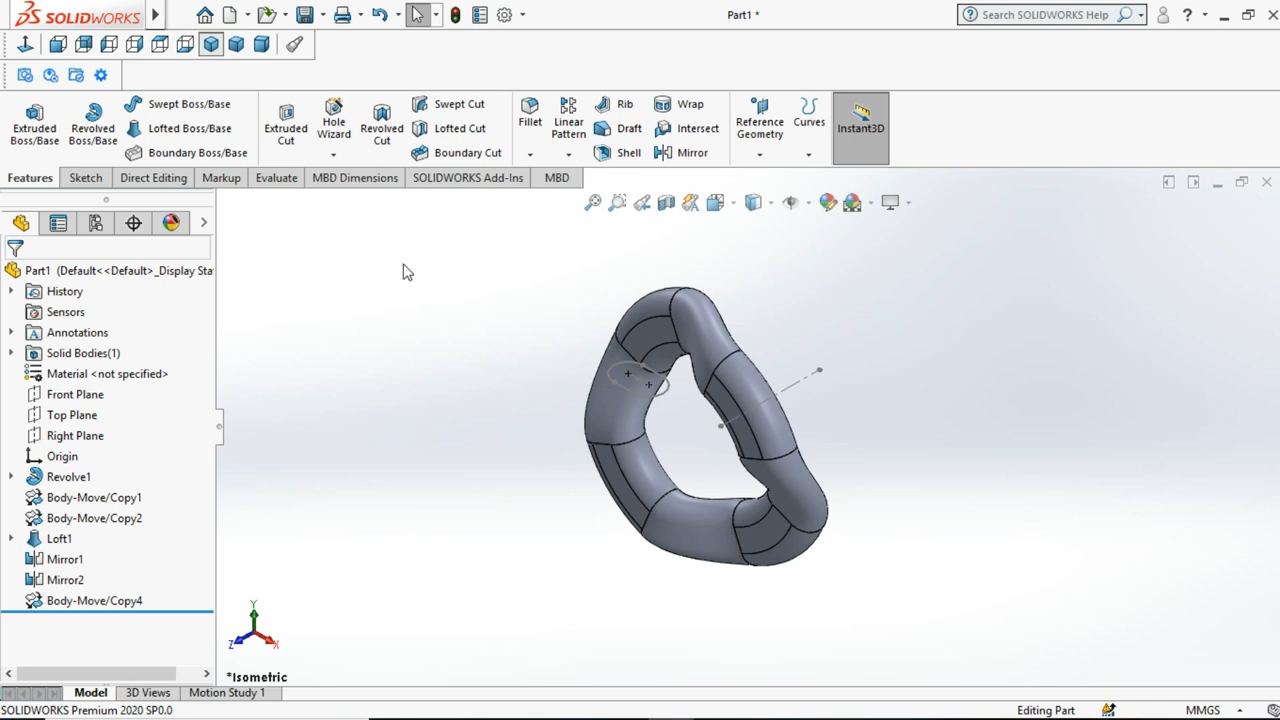 SOLIDWORKS
Part1 *
Search SOLIDWORKS Help
?
Extruded Boss/Base
Revolved Boss/Base
Swept Boss/Base
Lofted Boss/Base
Boundary Boss/Base
Extruded Cut
Hole Wizard
Revolved Cut
Swept Cut
Lofted Cut
Boundary Cut
Fillet
Linear Pattern
Rib
Draft
Shell
Wrap
Intersect
Mirror
Reference Geometry
Curves
Instant3D
Features
Sketch
Direct Editing
Markup
Evaluate
MBD Dimensions
SOLIDWORKS Add-Ins
MBD
Part1 (Default<<Default>_Display Sta
History
Sensors
Annotations
Solid Bodies(1)
Material <not specified>
Front Plane
Top Plane
Right Plane
Origin
Revolve1
Body-Move/Copy1
Body-Move/Copy2
Loft1
Mirror1
Mirror2
Body-Move/Copy4
Y
Z
X
*Isometric
Model
3D Views
Motion Study 1
SOLIDWORKS Premium 2020 SP0.0
Editing Part
MMGS